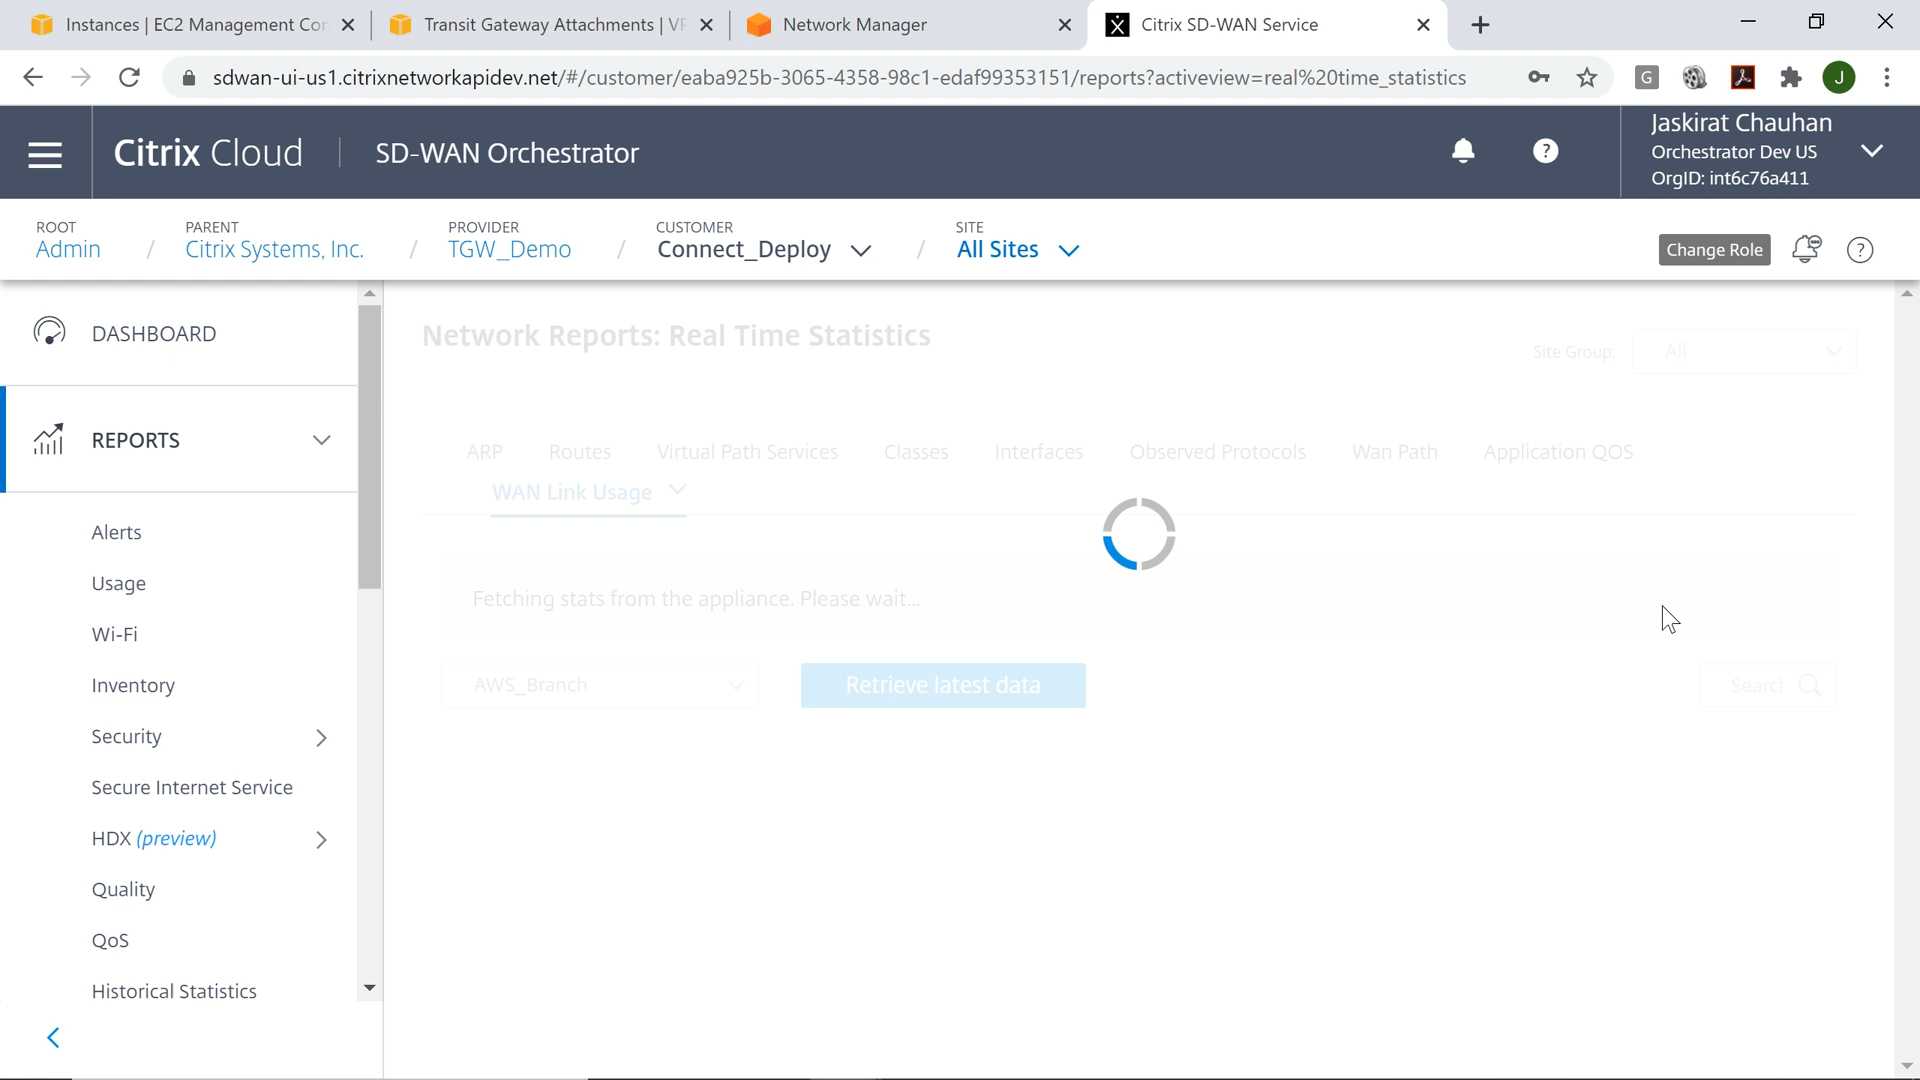 Instances | EC2 Management Con
Transit Gateway Attachments | VP
Network Manager
Citrix SD-WAN Service
sdwan-ui-us1.citrixnetworkapidev.net/#/customer/eaba925b-3065-4358-98c1-edaf99353151/reports?activeview=real%20time_statistics
G
J
Citrix Cloud
SD-WAN Orchestrator
?
Jaskirat Chauhan
Orchestrator Dev US
OrgID: int6c76a411
ROOT
Admin
/
PARENT
Citrix Systems, Inc.
/
PROVIDER
TGW_Demo
/
CUSTOMER
Connect_Deploy
/
SITE
All Sites
Change Role
?
DASHBOARD
REPORTS
Alerts
Usage
Wi-Fi
Inventory
Security
Secure Internet Service
HDX (preview)
Quality
QoS
Historical Statistics
Network Reports: Real Time Statistics
Site Group:
All
ARP
Routes
Virtual Path Services
Classes
Interfaces
Observed Protocols
Wan Path
Application QOS
WAN Link Usage
Fetching stats from the appliance. Please wait...
AWS_Branch
Retrieve latest data
Search